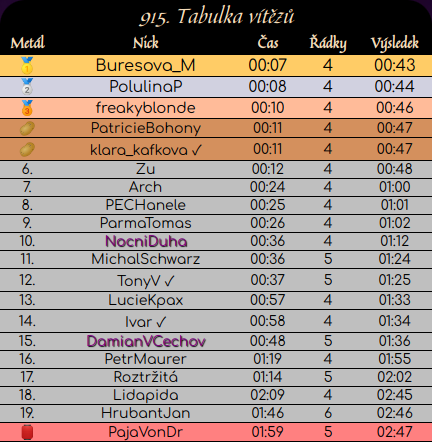 915. Tabulka vítězů
Metál Nick Čas Řádky Výsledek
Buresova_M 00:07 4 00:43
PolulinaP 00:08 4 00:44
freakyblonde 00:10 4 00:46
PatricieBohony 00:11 4 00:47
klara_kafkova ✓ 00:11 4 00:47
6. Zu 00:12 4 00:48
7. Arch 00:24 4 01:00
8. PECHanele 00:25 4 01:01
9. ParmaTomas 00:26 4 01:02
10. NocniDuha 00:36 4 01:12
11. MichalSchwarz 00:36 5 01:24
12. TonyV ✓ 00:37 5 01:25
13. LucieKpax 00:57 4 01:33
14. Ivar ✓ 00:58 4 01:34
15. DamianVCechov 00:48 5 01:36
16. PetrMaurer 01:19 4 01:55
17. Roztržitá 01:14 5 02:02
18. Lidapida 02:09 4 02:45
19. HrubantJan 01:46 6 02:46
PajaVonDr 01:59 5 02:47